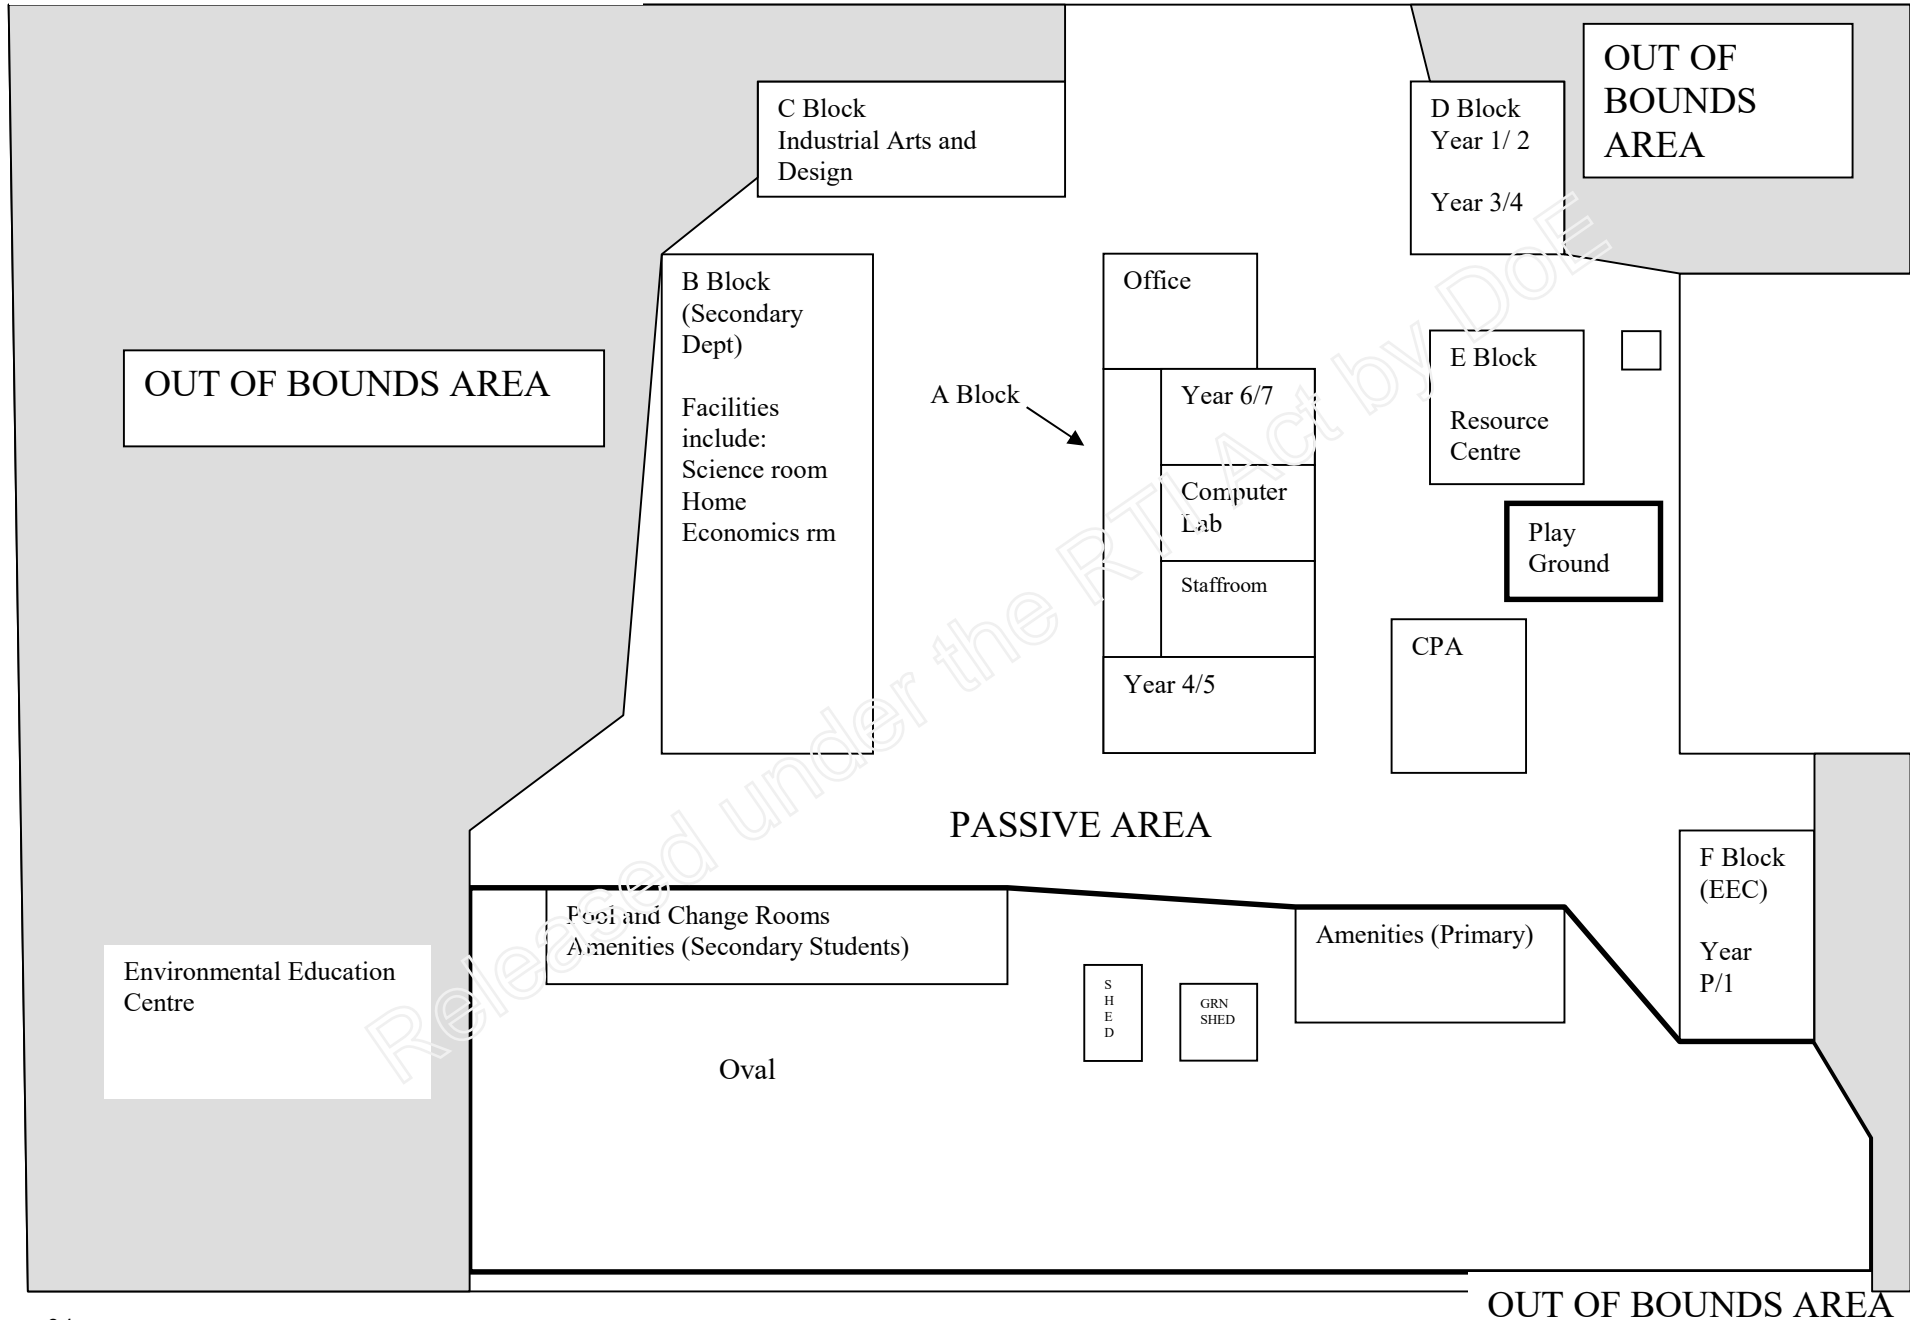 OUT OF
BOUNDS
AREA
C Block
Industrial Arts and
Design
D Block
Year 1/ 2
Year 3/4
B Block
(Secondary
Dept)
Facilities
include:
Science room
Home
Economics rm
Office
E Block
Resource
Centre
OUT OF BOUNDS AREA
A Block
Year 6/7
Computer
Lab
Staffroom
Play
Ground
CPA
Year 4/5
PASSIVE AREA
F Block
(EEC)
Year
P/1
Pool and Change Rooms
Amenities (Secondary Students)
Amenities (Primary)
Environmental Education
Centre
S
H
E
D
GRN
SHED
Oval
OUT OF BOUNDS AREA
Released under the RTI Act by DoE